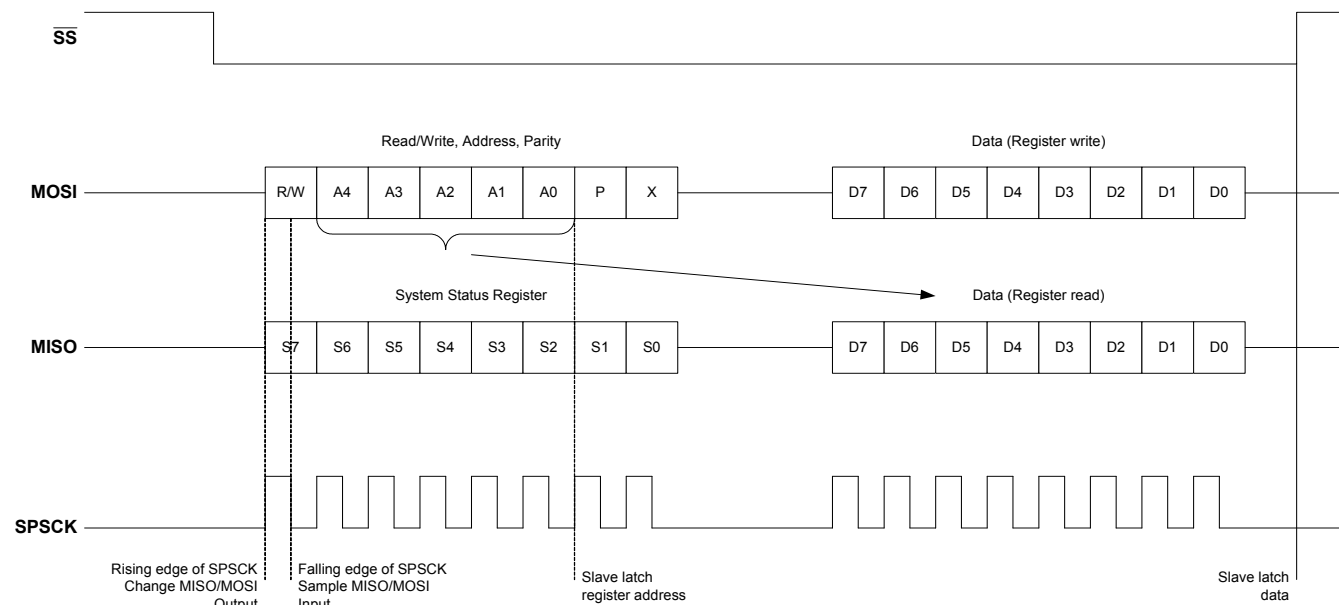 SS
Read/Write, Address, Parity
Data (Register write)
MOSI
R/W A4 A3 A2 A1 A0 P X
D7 D6 D5 D4 D3 D2 D1 D0
System Status Register
Data (Register read)
MISO
S7 S6 S5 S4 S3 S2 S1 S0
D7 D6 D5 D4 D3 D2 D1 D0
SPSCK
Rising edge of SPSCK
Change MISO/MOSI
Output
Falling edge of SPSCK
Sample MISO/MOSI
Input
Slave latch
register address
Slave latch
data